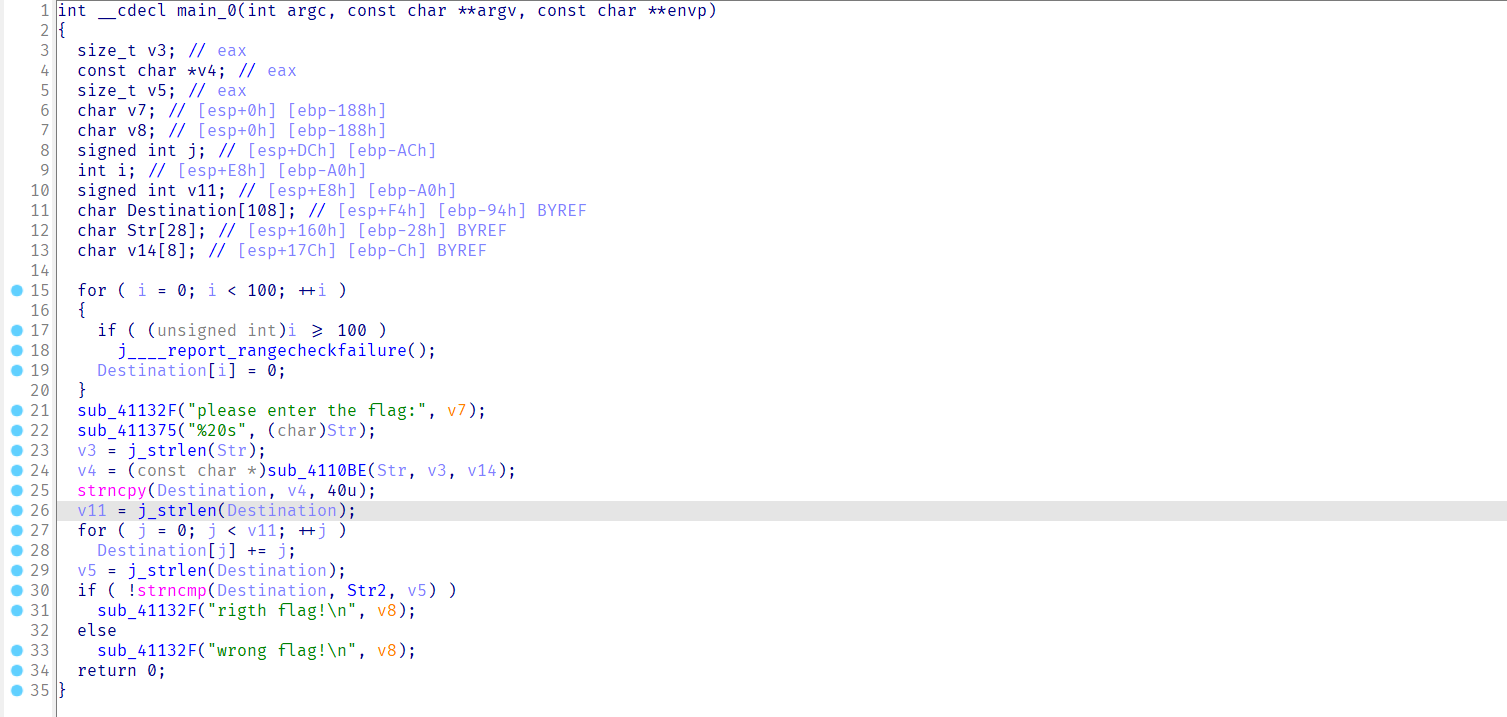 1 int __cdecl main_0(int argc, const char **argv, const char **envp)
2 {
3   size_t v3; // eax
4   const char *v4; // eax
5   size_t v5; // eax
6   char v7; // [esp+0h] [ebp-188h]
7   char v8; // [esp+0h] [ebp-188h]
8   signed int j; // [esp+DCh] [ebp-ACh]
9   int i; // [esp+E8h] [ebp-A0h]
10   signed int v11; // [esp+E8h] [ebp-A0h]
11   char Destination[108]; // [esp+F4h] [ebp-94h] BYREF
12   char Str[28]; // [esp+160h] [ebp-28h] BYREF
13   char v14[8]; // [esp+17Ch] [ebp-Ch] BYREF
14
15   for ( i = 0; i < 100; ++i )
16   {
17     if ( (unsigned int)i >= 100 )
18       j____report_rangecheckfailure();
19     Destination[i] = 0;
20   }
21   sub_41132F("please enter the flag:", v7);
22   sub_411375("%20s", (char)Str);
23   v3 = j_strlen(Str);
24   v4 = (const char *)sub_4110BE(Str, v3, v14);
25   strncpy(Destination, v4, 40u);
26   v11 = j_strlen(Destination);
27   for ( j = 0; j < v11; ++j )
28     Destination[j] += j;
29   v5 = j_strlen(Destination);
30   if ( !strncmp(Destination, Str2, v5) )
31     sub_41132F("rigth flag!\n", v8);
32   else
33     sub_41132F("wrong flag!\n", v8);
34   return 0;
35 }